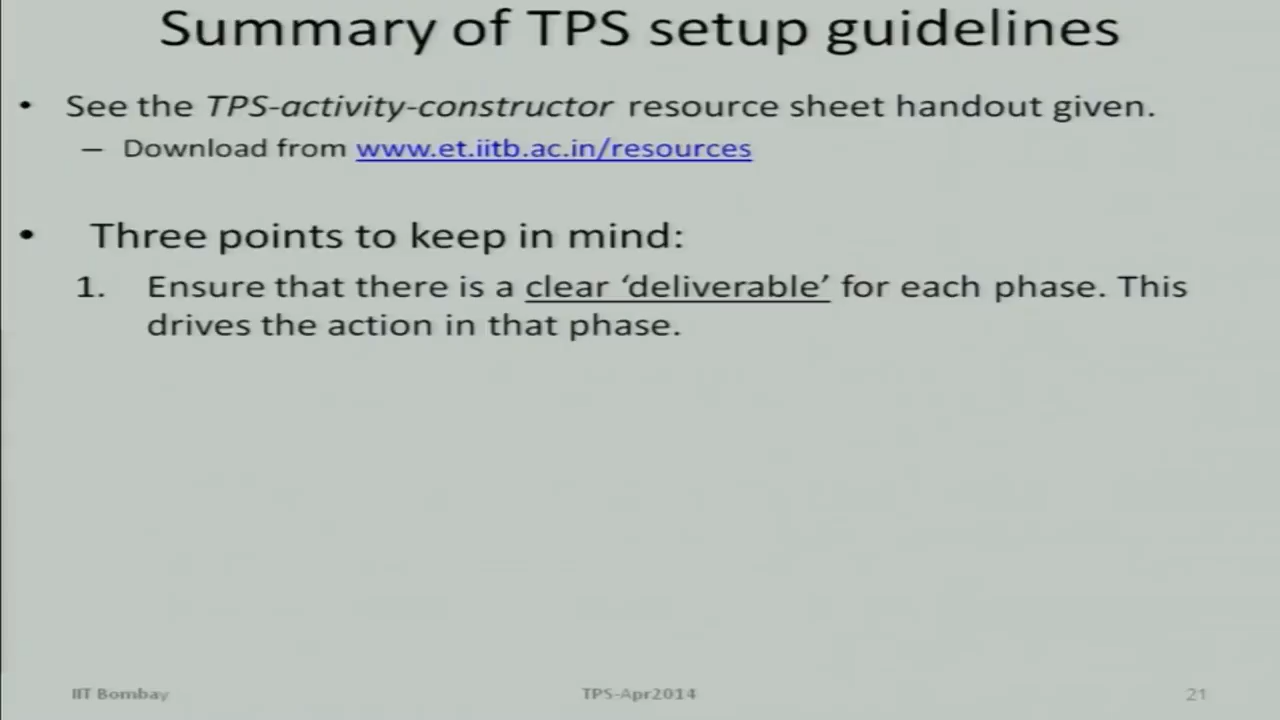 Summary of TPS setup guidelines
• See the TPS-activity-constructor resource sheet handout given.
– Download from www.et.iitb.ac.in/resources
• Three points to keep in mind:
1. Ensure that there is a clear ‘deliverable’ for each phase. This
drives the action in that phase.
IIT Bombay TPS-Apr2014 21